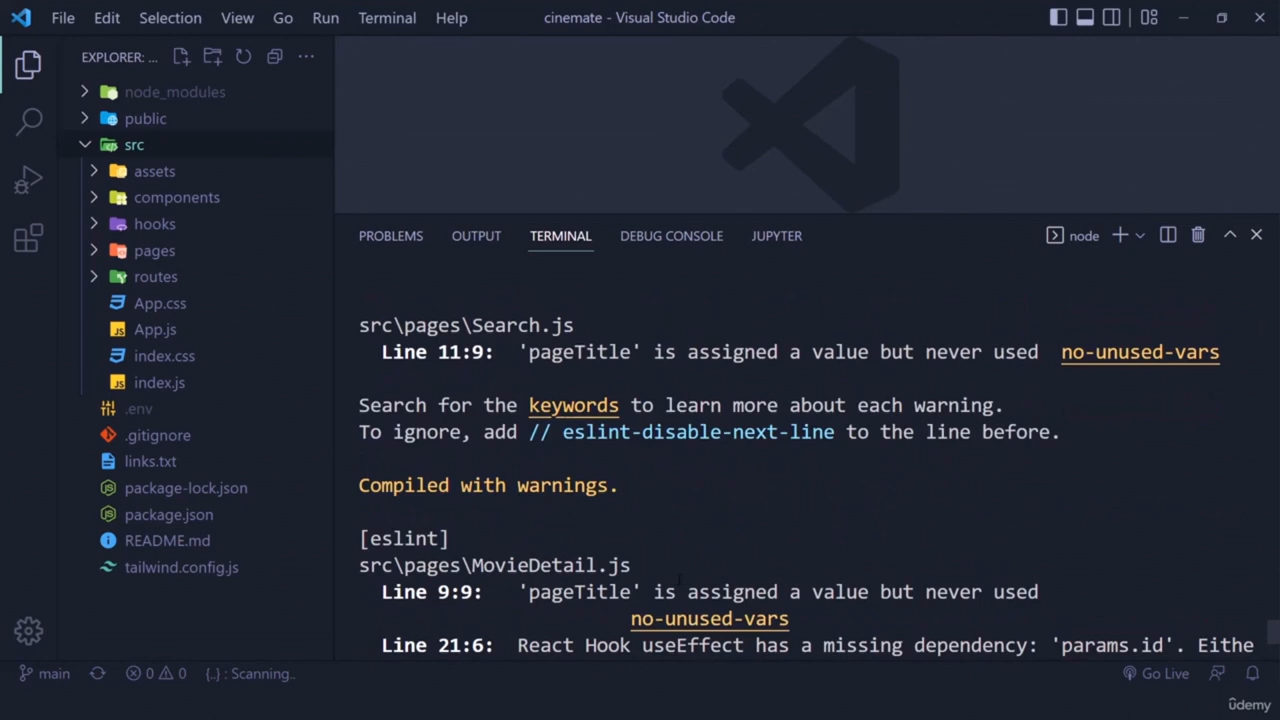 File Edit Selection View Go Run Terminal Help cinemate - Visual Studio Code
EXPLORER: ...
node_modules
public
src
assets
components
hooks
pages
routes
App.css
App.js
index.css
index.js
.env
.gitignore
links.txt
package-lock.json
package.json
README.md
tailwind.config.js
PROBLEMS OUTPUT TERMINAL DEBUG CONSOLE JUPYTER
node
src\pages\Search.js
Line 11:9: 'pageTitle' is assigned a value but never used no-unused-vars
Search for the keywords to learn more about each warning.
To ignore, add // eslint-disable-next-line to the line before.
Compiled with warnings.
[eslint]
src\pages\MovieDetail.js
Line 9:9: 'pageTitle' is assigned a value but never used
no-unused-vars
Line 21:6: React Hook useEffect has a missing dependency: 'params.id'. Eithe
main 0 0 {..} : Scanning.. Go Live
udemy